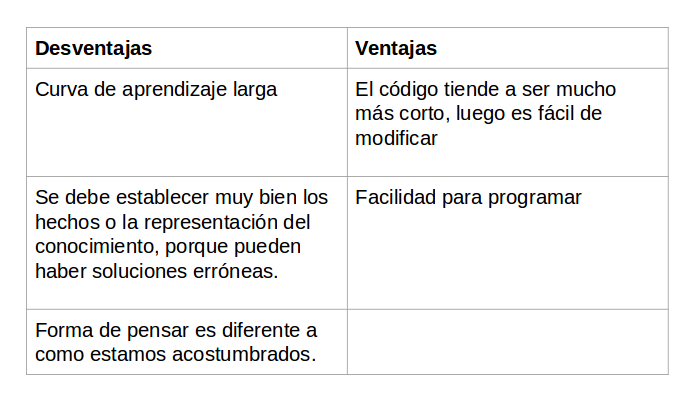 Desventajas
Ventajas
Curva de aprendizaje larga
El código tiende a ser mucho
más corto, luego es fácil de
modificar
Se debe establecer muy bien los
hechos o la representación del
conocimiento, porque pueden
haber soluciones erróneas.
Facilidad para programar
Forma de pensar es diferente a
como estamos acostumbrados.